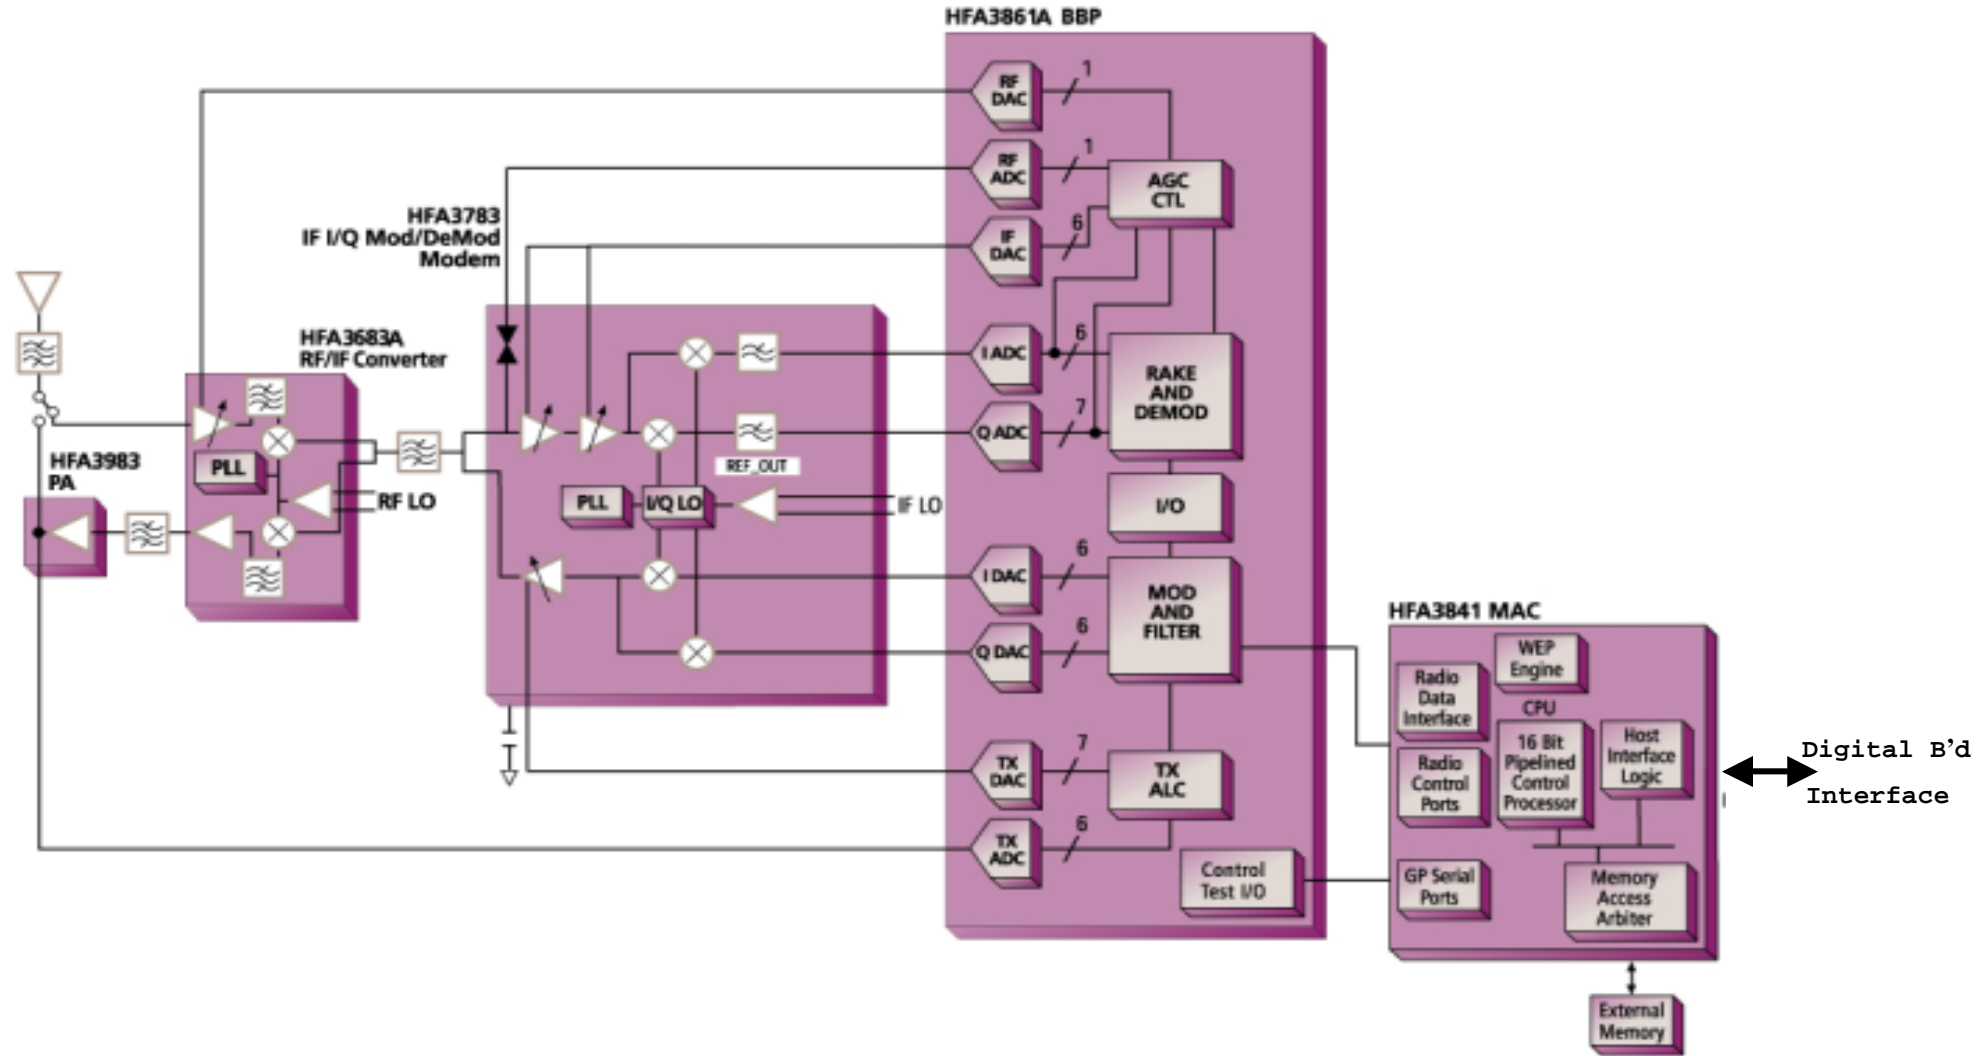 HFA3861A BBP
RF
DAC
1
RF
ADC
1
AGC
CTL
IF
DAC
6
HFA3783
IF I/Q Mod/DeMod
Modem
HFA3683A
RF/IF Converter
I ADC
6
RAKE
AND
DEMOD
Q ADC
7
REF_OUT
HFA3983
PA
PLL
RF LO
PLL
I/Q LO
IF LO
I/O
I DAC
6
MOD
AND
FILTER
Q DAC
6
TX
DAC
7
TX
ALC
TX
ADC
6
Control
Test I/O
HFA3841 MAC
WEP
Engine
Radio
Data
Interface
CPU
16 Bit
Pipelined
Control
Processor
Host
Interface
Logic
Radio
Control
Ports
GP Serial
Ports
Memory
Access
Arbiter
Digital B’d
Interface
External
Memory